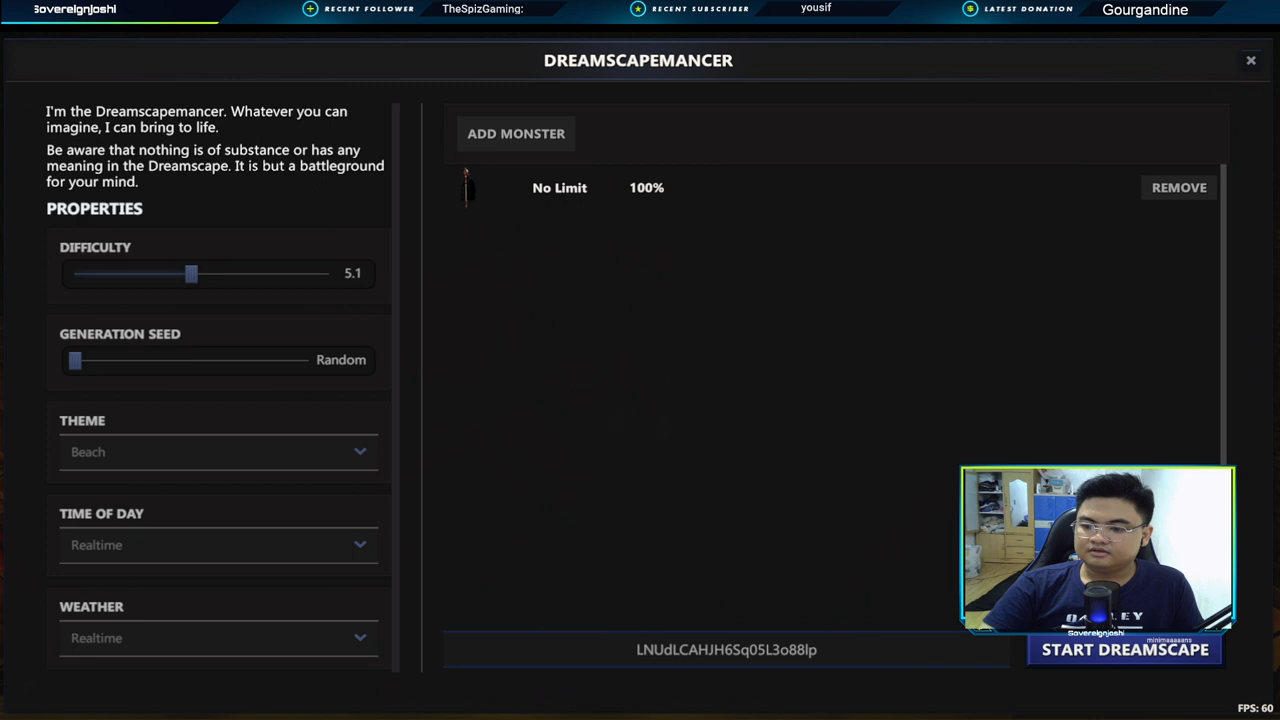 SovereignJoshi
RECENT FOLLOWER
TheSpizGaming:
RECENT SUBSCRIBER
yousif
LATEST DONATION
Gourgandine
DREAMSCAPEMANCER
I'm the Dreamscapemancer. Whatever you can
imagine, I can bring to life.
Be aware that nothing is of substance or has any
meaning in the Dreamscape. It is but a battleground
for your mind.
PROPERTIES
DIFFICULTY
5.1
GENERATION SEED
Random
THEME
Beach
TIME OF DAY
Realtime
WEATHER
Realtime
ADD MONSTER
No Limit 100% REMOVE
OAKLEY
SovereignJoshi
minimaaaaans
LNUdLCAHJH6Sq05L3o88lp
START DREAMSCAPE
FPS: 60